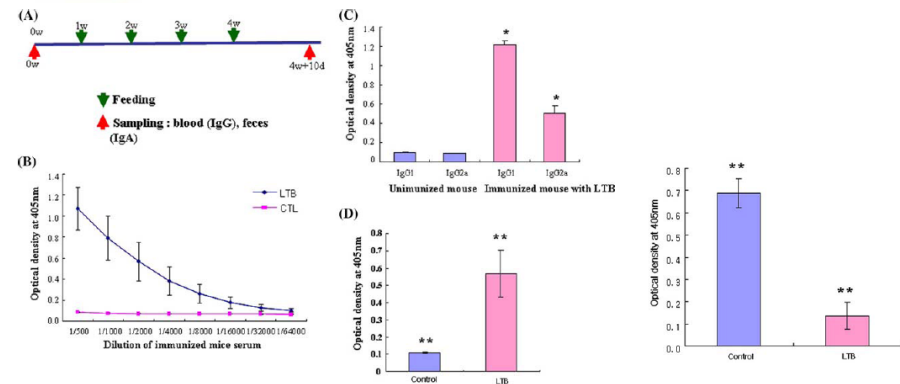 (A)
0w 1w 2w 3w 4w
0w 4w+10d
Feeding
Sampling : blood (IgG), feces
(IgA)
(B)
Optical density at 405nm
1.4
1.2
1.0
0.8
0.6
0.4
0.2
0
LTB
CTL
1/500 1/1000 1/2000 1/4000 1/8000 1/16000 1/32000 1/64000
Dilution of immunized mice serum
(C)
Optical density at 405nm
1.4
1.2
1
0.8
0.6
0.4
0.2
0
*
*
IgG1 IgG2a IgG1 IgG2a
Unimunized mouse Immunized mouse with LTB
(D)
Optical density at 405nm
0.8
0.7
0.6
0.5
0.4
0.3
0.2
0.1
0
**
**
Control LTB
Optical density at 405nm
0.8
0.7
0.6
0.5
0.4
0.3
0.2
0.1
0
**
**
Control LTB